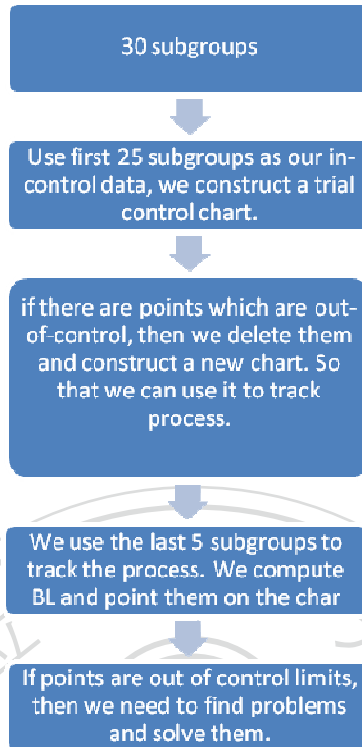 30 subgroups
Use first 25 subgroups as our in-
control data, we construct a trial
control chart.
if there are points which are out-
of-control, then we delete them
and construct a new chart. So
that we can use it to track
process.
We use the last 5 subgroups to
track the process. We compute
BL and point them on the char
If points are out of control limits,
then we need to find problems
and solve them.